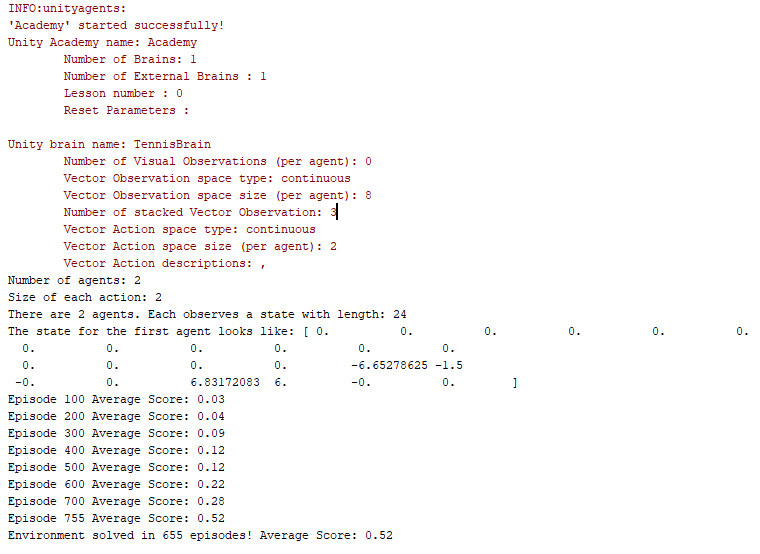 INFO:unityagents:
'Academy' started successfully!
Unity Academy name: Academy
Number of Brains: 1
Number of External Brains : 1
Lesson number : 0
Reset Parameters :
Unity brain name: TennisBrain
Number of Visual Observations (per agent): 0
Vector Observation space type: continuous
Vector Observation space size (per agent): 8
Number of stacked Vector Observation: 3
Vector Action space type: continuous
Vector Action space size (per agent): 2
Vector Action descriptions: ,
Number of agents: 2
Size of each action: 2
There are 2 agents. Each observes a state with length: 24
The state for the first agent looks like: [ 0. 0. 0. 0. 0. 0.
0. 0. 0. 0. 0. 0.
0. 0. 0. 0. -6.65278625 -1.5
-0. 0. 6.83172083 6. -0. 0. ]
Episode 100 Average Score: 0.03
Episode 200 Average Score: 0.04
Episode 300 Average Score: 0.09
Episode 400 Average Score: 0.12
Episode 500 Average Score: 0.12
Episode 600 Average Score: 0.22
Episode 700 Average Score: 0.28
Episode 755 Average Score: 0.52
Environment solved in 655 episodes! Average Score: 0.52